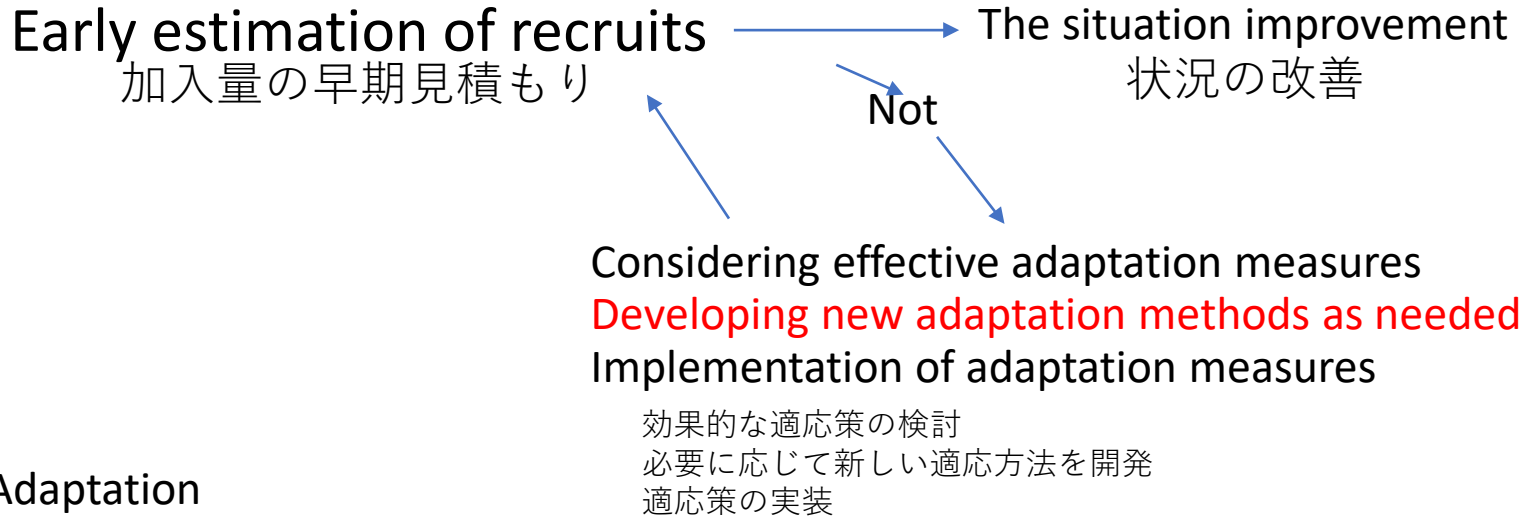 Early estimation of recruits
加入量の早期見積もり
The situation improvement
状況の改善
Not
Considering effective adaptation measures
Developing new adaptation methods as needed
Implementation of adaptation measures
効果的な適応策の検討
必要に応じて新しい適応方法を開発
適応策の実装
Adaptation